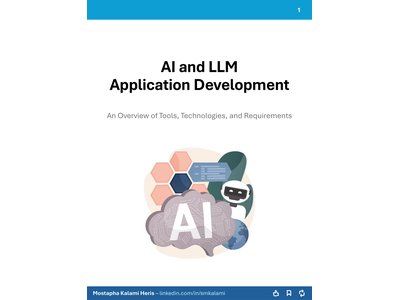 1
AI and LLM
Application Development
An Overview of Tools, Technologies, and Requirements
AI
Mostapha Kalami Heris – linkedin.com/in/smkalami